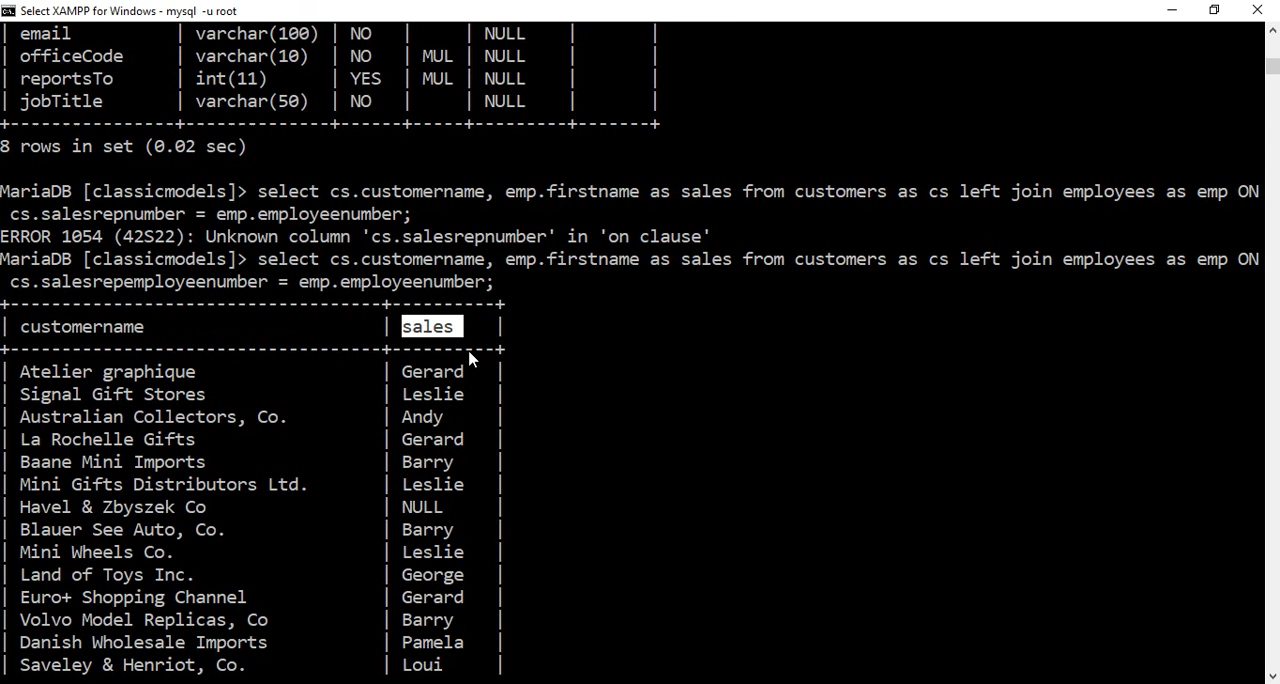 Select XAMPP for Windows - mysql -u root
| email | varchar(100) | NO | | NULL | |
| officeCode | varchar(10) | NO | MUL | NULL | |
| reportsTo | int(11) | YES | MUL | NULL | |
| jobTitle | varchar(50) | NO | | NULL | |
+----------------+--------------+------+-----+---------+-------+
8 rows in set (0.02 sec)
MariaDB [classicmodels]> select cs.customername, emp.firstname as sales from customers as cs left join employees as emp ON
cs.salesrepnumber = emp.employeenumber;
ERROR 1054 (42S22): Unknown column 'cs.salesrepnumber' in 'on clause'
MariaDB [classicmodels]> select cs.customername, emp.firstname as sales from customers as cs left join employees as emp ON
cs.salesrepemployeenumber = emp.employeenumber;
+------------------------------------+----------+
| customername | sales |
+------------------------------------+----------+
| Atelier graphique | Gerard |
| Signal Gift Stores | Leslie |
| Australian Collectors, Co. | Andy |
| La Rochelle Gifts | Gerard |
| Baane Mini Imports | Barry |
| Mini Gifts Distributors Ltd. | Leslie |
| Havel & Zbyszek Co | NULL |
| Blauer See Auto, Co. | Barry |
| Mini Wheels Co. | Leslie |
| Land of Toys Inc. | George |
| Euro+ Shopping Channel | Gerard |
| Volvo Model Replicas, Co | Barry |
| Danish Wholesale Imports | Pamela |
| Saveley & Henriot, Co. | Loui |